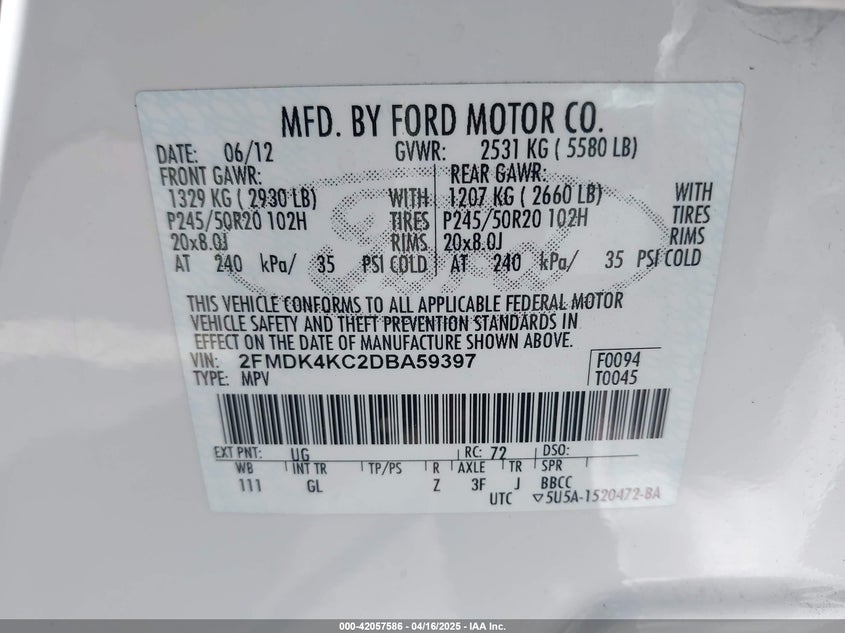 MFD. BY FORD MOTOR CO.
DATE: 06/12 GVWR: 2531 KG ( 5580 LB)
FRONT GAWR: REAR GAWR:
1329 KG ( 2930 LB) WITH 1207 KG ( 2660 LB) WITH
P245/50R20 102H TIRES P245/50R20 102H TIRES
20x8.0J RIMS 20x8.0J RIMS
AT 240 kPa/ 35 PSI COLD AT 240 kPa/ 35 PSI COLD
Ford
THIS VEHICLE CONFORMS TO ALL APPLICABLE FEDERAL MOTOR
VEHICLE SAFETY AND THEFT PREVENTION STANDARDS IN
EFFECT ON THE DATE OF MANUFACTURE SHOWN ABOVE.
VIN: 2FMDK4KC2DBA59397 F0094
TYPE: MPV T0045
EXT PNT: UG RC: 72 DSO:
WB INT TR TP/PS R AXLE TR SPR
111 GL Z 3F J BBCC
UTC ▽5U5A-1520472-BA
000-42057586 - 04/16/2025 - IAA Inc.